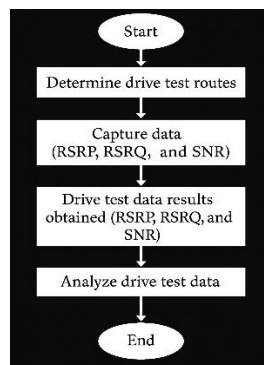 Start
Determine drive test routes
Capture data
(RSRP, RSRQ, and SNR)
Drive test data results
obtained (RSRP, RSRQ, and
SNR)
Analyze drive test data
End